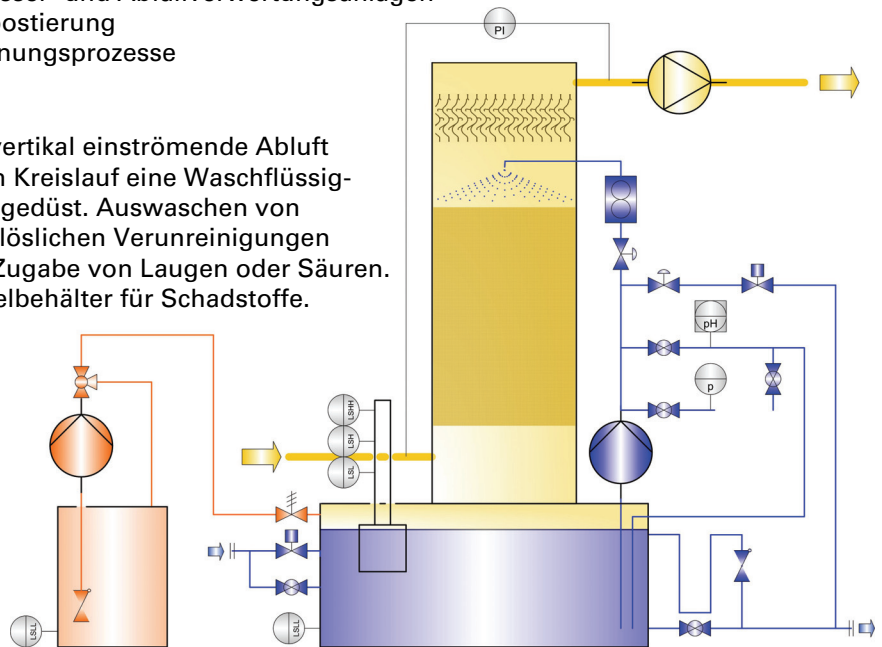 postierung
nungsprozesse
vertikal einströmende Abluft
Kreislauf eine Waschflüssig-
gedüst. Auswaschen von
löslichen Verunreinigungen
Zugabe von Laugen oder Säuren.
elbehälter für Schadstoffe.
PI
pH
p
LSHH
LSH
LSL
LSLL
LSLL